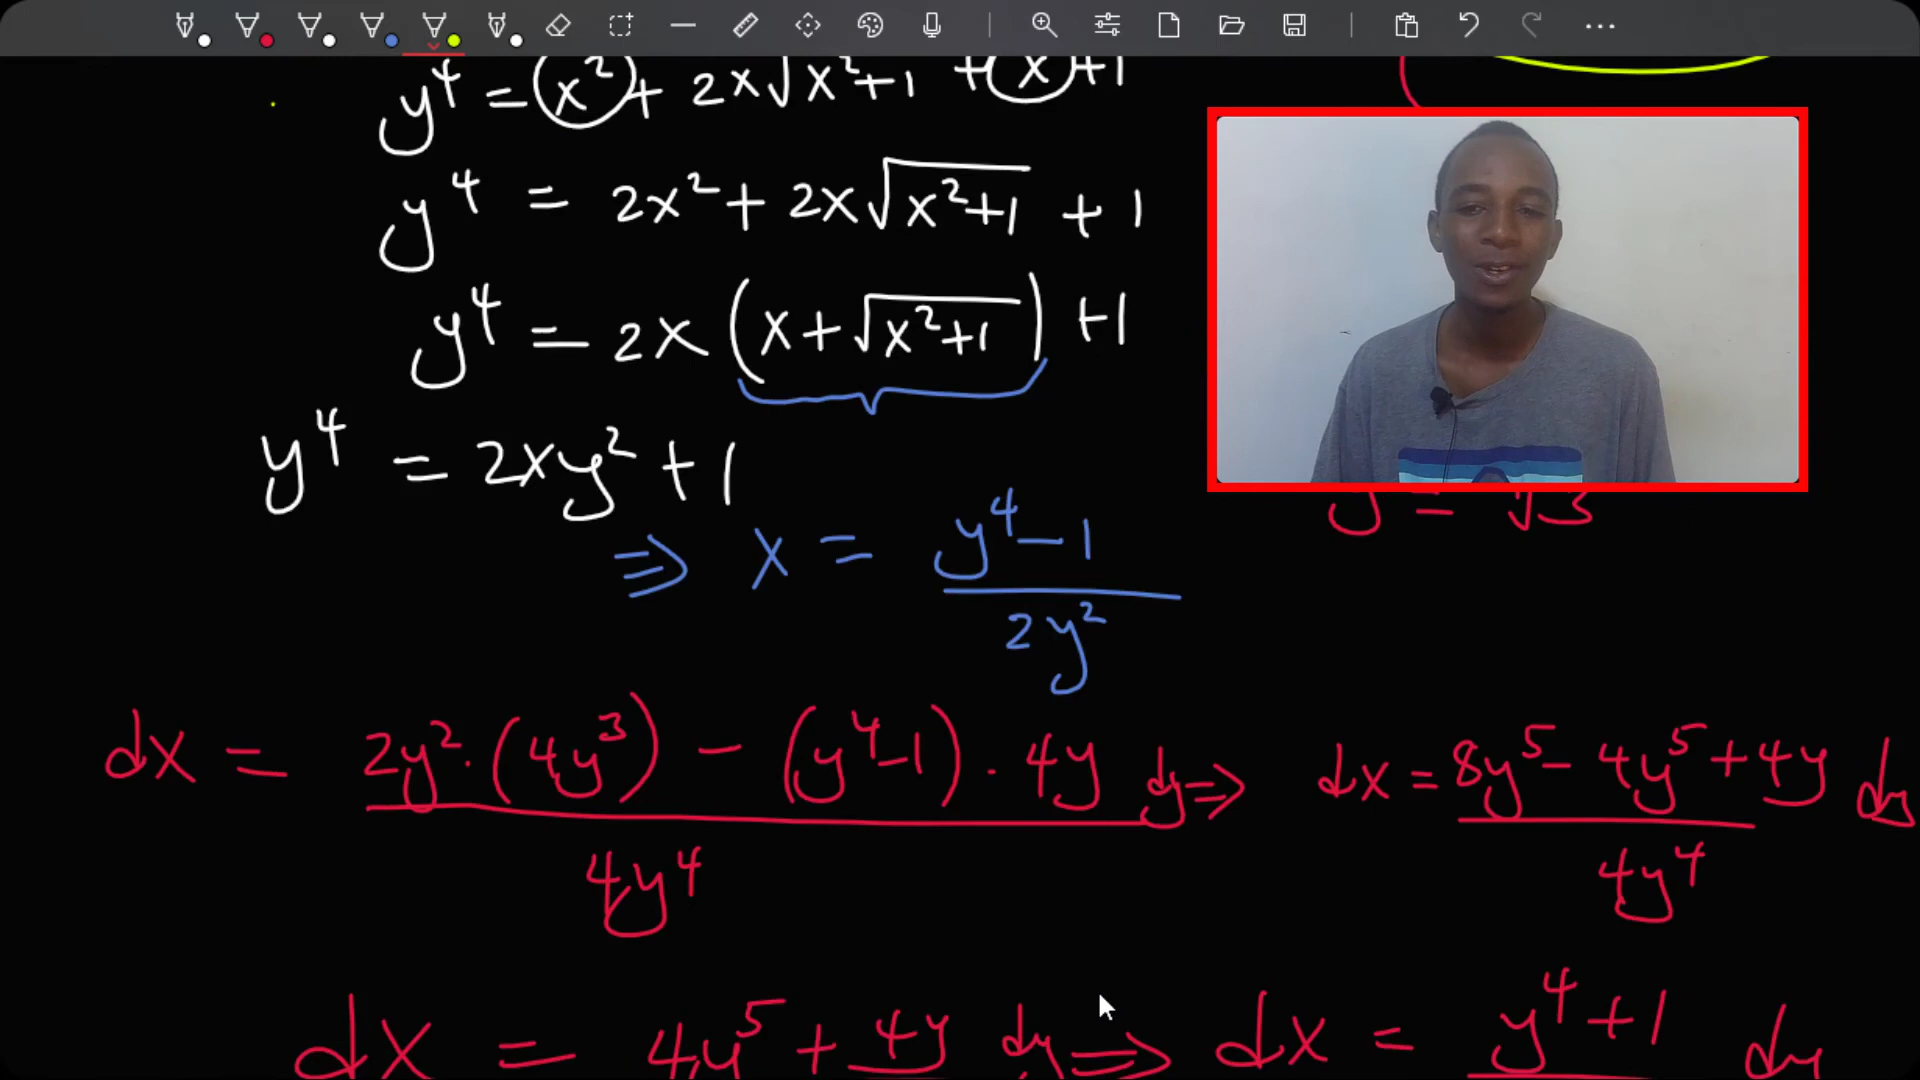 y⁴ = x² + 2x√x²+1 + x +1
y⁴ = 2x² + 2x√x²+1 + 1
y⁴ = 2x (x + √x²+1) +1
y⁴ = 2xy² + 1
y = √3
⇒ x = y⁴-1 / 2y²
dx = 2y²·(4y³) - (y⁴-1)·4y / 4y⁴ dy ⇒ dx = 8y⁵ - 4y⁵ + 4y / 4y⁴ dy
dx = 4y⁵ + 4y dy ⇒ dx = y⁴+1 dy